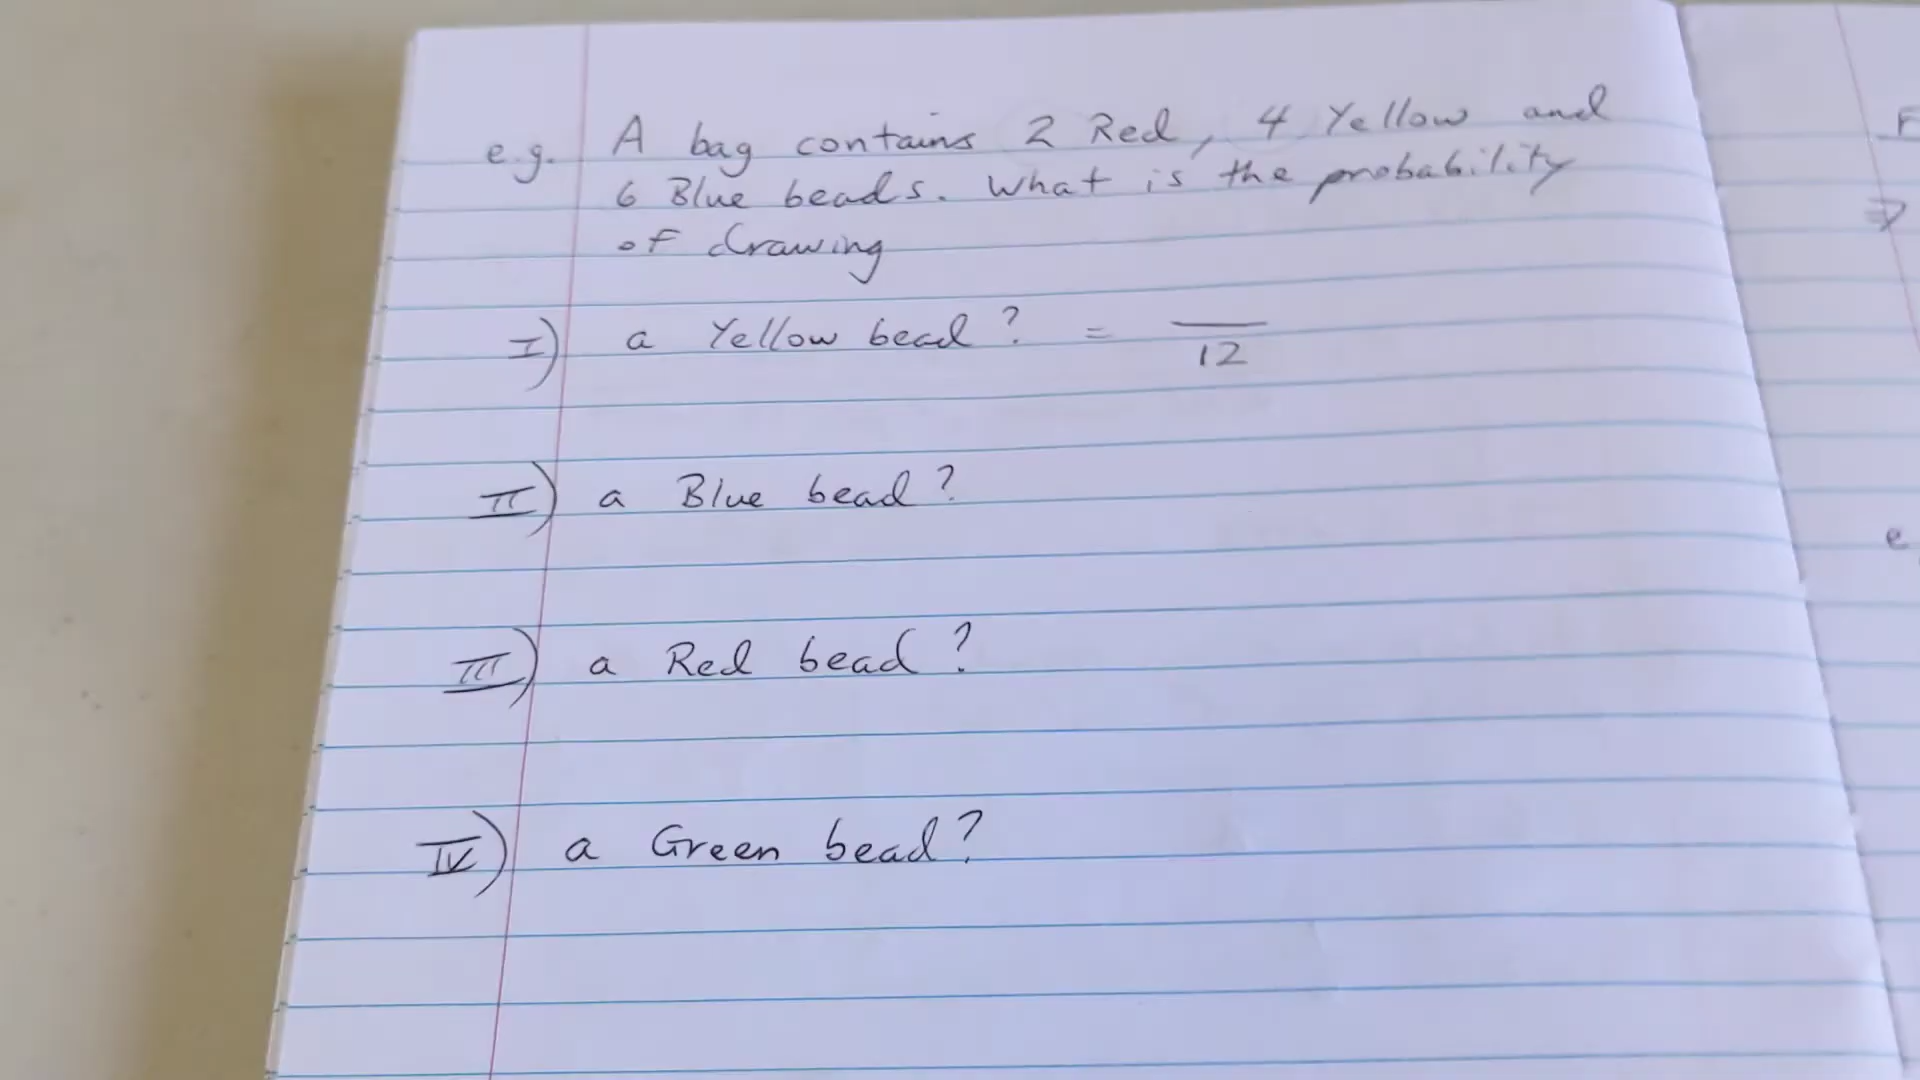 e.g. A bag contains 2 Red, 4 Yellow and
6 Blue beads. What is the probability
of drawing
I) a Yellow bead? = __/12
II) a Blue bead?
III) a Red bead?
IV) a Green bead?